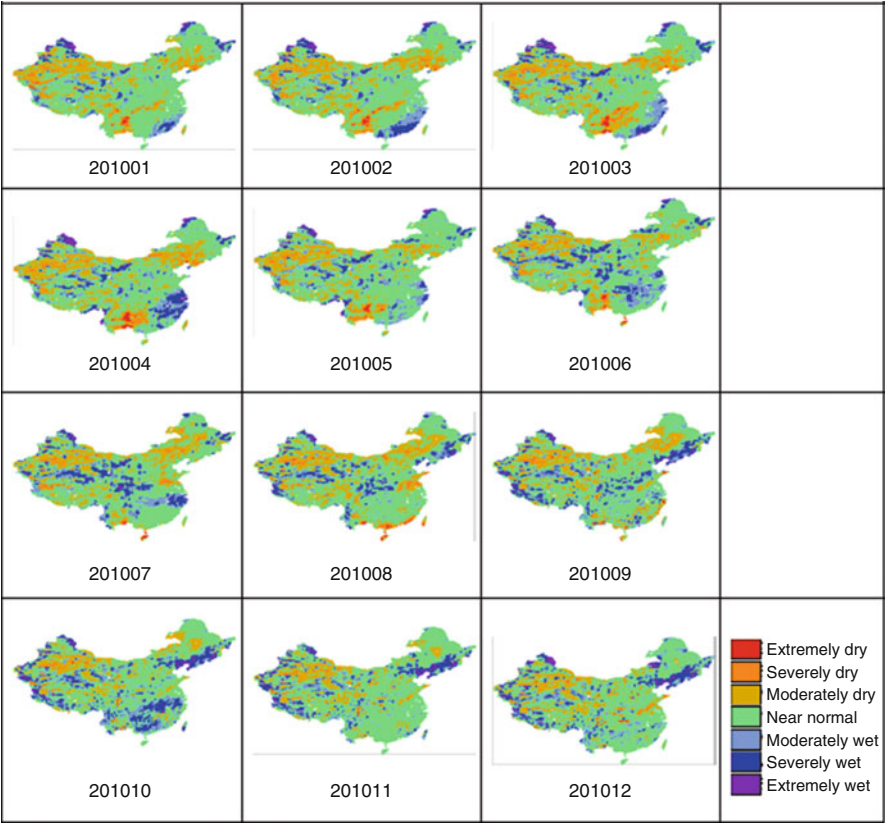 201001
201002
201003
201004
201005
201006
201007
201008
201009
201010
201011
201012
Extremely dry
Severely dry
Moderately dry
Near normal
Moderately wet
Severely wet
Extremely wet